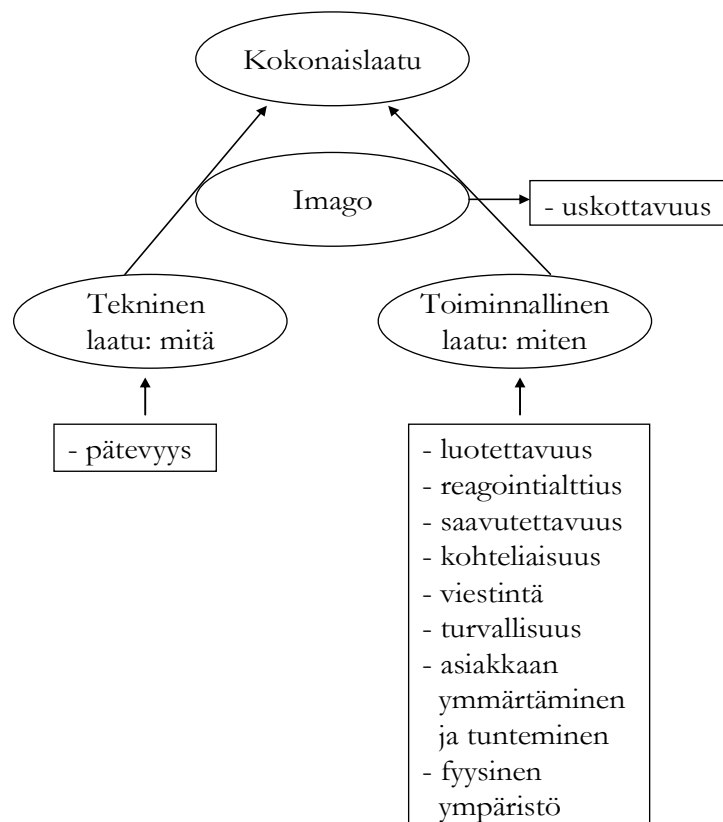 Kokonaislaatu
Imago
- uskottavuus
Tekninen
laatu: mitä
Toiminnallinen
laatu: miten
- pätevyys
- luotettavuus
- reagointialttius
- saavutettavuus
- kohteliaisuus
- viestintä
- turvallisuus
- asiakkaan
ymmärtäminen
ja tunteminen
- fyysinen
ympäristö